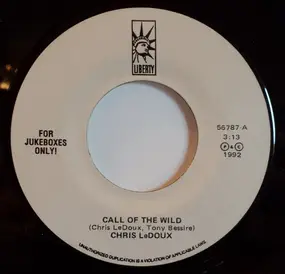 LIBERTY
FOR
JUKEBOXES
ONLY!
56787-A
3:13
P & C
1992
CALL OF THE WILD
(Chris LeDoux, Tony Bessire)
CHRIS LeDOUX
UNAUTHORIZED DUPLICATION IS A VIOLATION OF APPLICABLE LAWS.